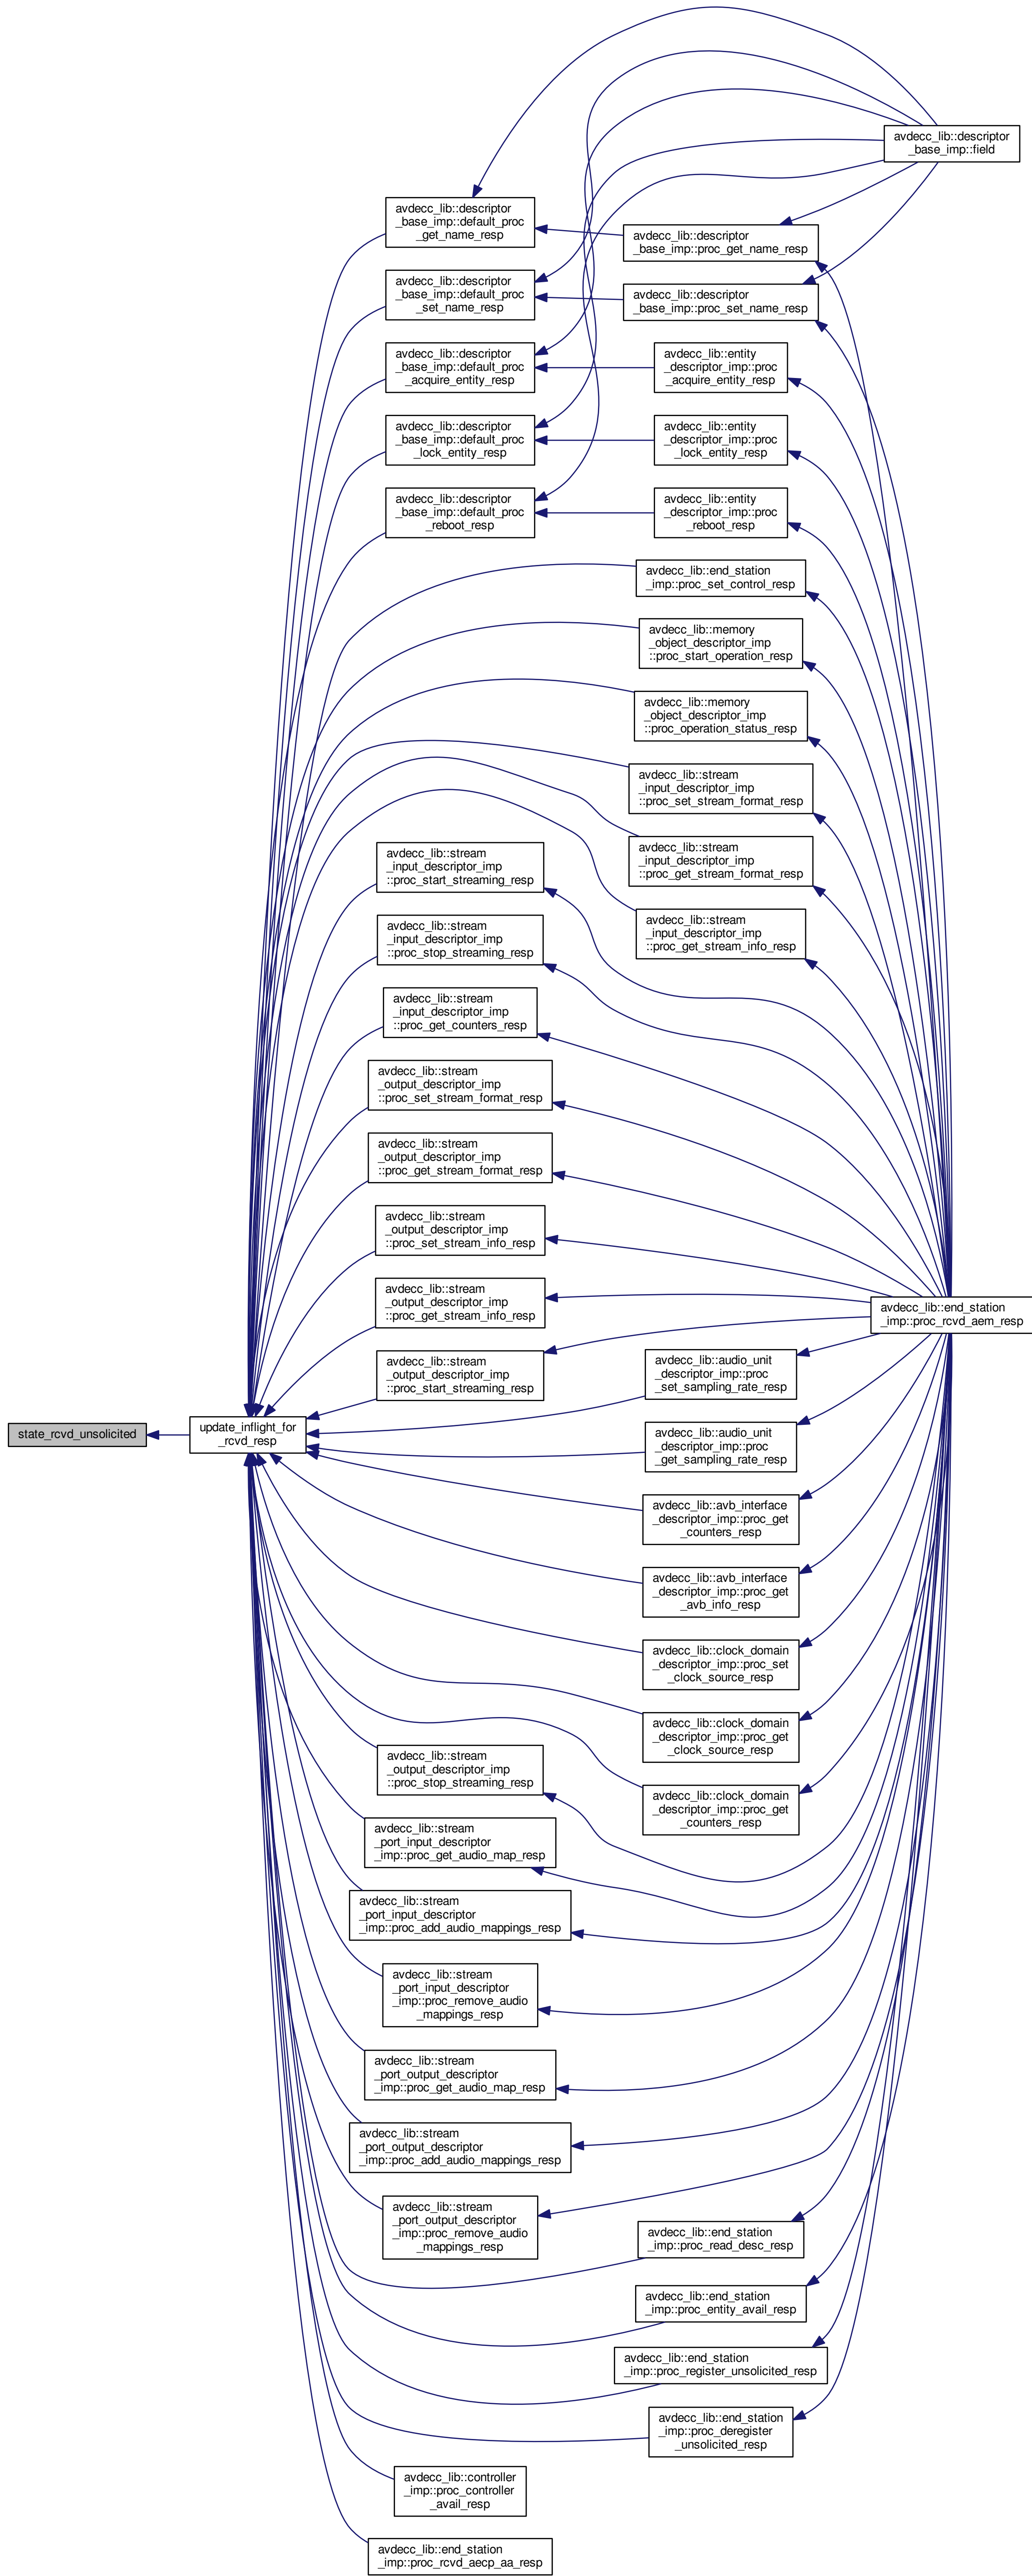 avdecc_lib::descriptor
_base_imp::field
avdecc_lib::descriptor
_base_imp::default_proc
_get_name_resp
avdecc_lib::descriptor
_base_imp::proc_get_name_resp
avdecc_lib::descriptor
_base_imp::default_proc
_set_name_resp
avdecc_lib::descriptor
_base_imp::proc_set_name_resp
avdecc_lib::descriptor
_base_imp::default_proc
_acquire_entity_resp
avdecc_lib::entity
_descriptor_imp::proc
_acquire_entity_resp
avdecc_lib::descriptor
_base_imp::default_proc
_lock_entity_resp
avdecc_lib::entity
_descriptor_imp::proc
_lock_entity_resp
avdecc_lib::descriptor
_base_imp::default_proc
_reboot_resp
avdecc_lib::entity
_descriptor_imp::proc
_reboot_resp
avdecc_lib::end_station
_imp::proc_set_control_resp
avdecc_lib::memory
_object_descriptor_imp
::proc_start_operation_resp
avdecc_lib::memory
_object_descriptor_imp
::proc_operation_status_resp
avdecc_lib::stream
_input_descriptor_imp
::proc_set_stream_format_resp
avdecc_lib::stream
_input_descriptor_imp
::proc_get_stream_format_resp
avdecc_lib::stream
_input_descriptor_imp
::proc_start_streaming_resp
avdecc_lib::stream
_input_descriptor_imp
::proc_get_stream_info_resp
avdecc_lib::stream
_input_descriptor_imp
::proc_stop_streaming_resp
avdecc_lib::stream
_input_descriptor_imp
::proc_get_counters_resp
avdecc_lib::stream
_output_descriptor_imp
::proc_set_stream_format_resp
avdecc_lib::stream
_output_descriptor_imp
::proc_get_stream_format_resp
avdecc_lib::stream
_output_descriptor_imp
::proc_set_stream_info_resp
avdecc_lib::stream
_output_descriptor_imp
::proc_get_stream_info_resp
avdecc_lib::end_station
_imp::proc_rcvd_aem_resp
avdecc_lib::stream
_output_descriptor_imp
::proc_start_streaming_resp
avdecc_lib::audio_unit
_descriptor_imp::proc
_set_sampling_rate_resp
state_rcvd_unsolicited
update_inflight_for
_rcvd_resp
avdecc_lib::audio_unit
_descriptor_imp::proc
_get_sampling_rate_resp
avdecc_lib::avb_interface
_descriptor_imp::proc_get
_counters_resp
avdecc_lib::avb_interface
_descriptor_imp::proc_get
_avb_info_resp
avdecc_lib::clock_domain
_descriptor_imp::proc_set
_clock_source_resp
avdecc_lib::clock_domain
_descriptor_imp::proc_get
_clock_source_resp
avdecc_lib::stream
_output_descriptor_imp
::proc_stop_streaming_resp
avdecc_lib::clock_domain
_descriptor_imp::proc_get
_counters_resp
avdecc_lib::stream
_port_input_descriptor
_imp::proc_get_audio_map_resp
avdecc_lib::stream
_port_input_descriptor
_imp::proc_add_audio_mappings_resp
avdecc_lib::stream
_port_input_descriptor
_imp::proc_remove_audio
_mappings_resp
avdecc_lib::stream
_port_output_descriptor
_imp::proc_get_audio_map_resp
avdecc_lib::stream
_port_output_descriptor
_imp::proc_add_audio_mappings_resp
avdecc_lib::stream
_port_output_descriptor
_imp::proc_remove_audio
_mappings_resp
avdecc_lib::end_station
_imp::proc_read_desc_resp
avdecc_lib::end_station
_imp::proc_entity_avail_resp
avdecc_lib::end_station
_imp::proc_register_unsolicited_resp
avdecc_lib::end_station
_imp::proc_deregister
_unsolicited_resp
avdecc_lib::controller
_imp::proc_controller
_avail_resp
avdecc_lib::end_station
_imp::proc_rcvd_aecp_aa_resp